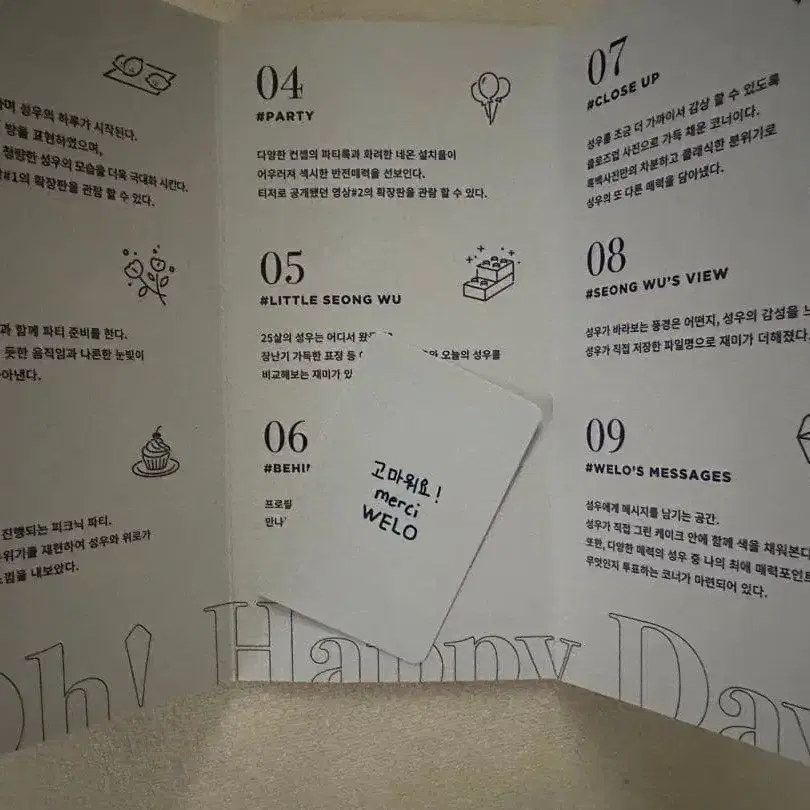 며 성우의 하루가 시작된다.
방을 표현하였으며,
청량한 성우의 모습을 더욱 극대화 시킨다.
#1의 확장판을 관람 할 수 있다.
과 함께 파티 준비를 한다.
듯한 움직임과 나른한 눈빛이
아낸다.
진행되는 피크닉 파티.
위기를 재현하여 성우와 위로가
느낌을 내보았다.
04
#PARTY
다양한 컨셉의 파티룩과 화려한 네온 설치물이
어우러져 섹시한 반전매력을 선보인다.
티저로 공개했던 영상#2의 확장판을 관람 할 수 있다.
05
#LITTLE SEONG WU
25살의 성우는 어디서
장난기 가득한 표정 등 오늘의 성우를
비교해보는 재미가 있
06
#BEHI
프로필
만나
고마워요!
merci
WELO
07
#CLOSE UP
성우를 조금 더 가까이서 감상 할 수 있도록
클로즈업 사진으로 가득 채운 코너이다.
흑백사진만의 차분하고 클래식한 분위기로
성우의 또 다른 매력을 담아냈다.
08
#SEONG WU'S VIEW
성우가 바라보는 풍경은 어떤지, 성우의 감성을
성우가 직접 저장한 파일명으로 재미가 더해졌다.
09
#WELO'S MESSAGES
성우에게 메시지를 남기는 공간.
성우가 직접 그린 케이크 안에 함께 색을 채워본다
또한, 다양한 매력의 성우 중 나의 최애 매력포인트
무엇인지 투표하는 코너가 마련되어 있다.
Oh! Happy Day